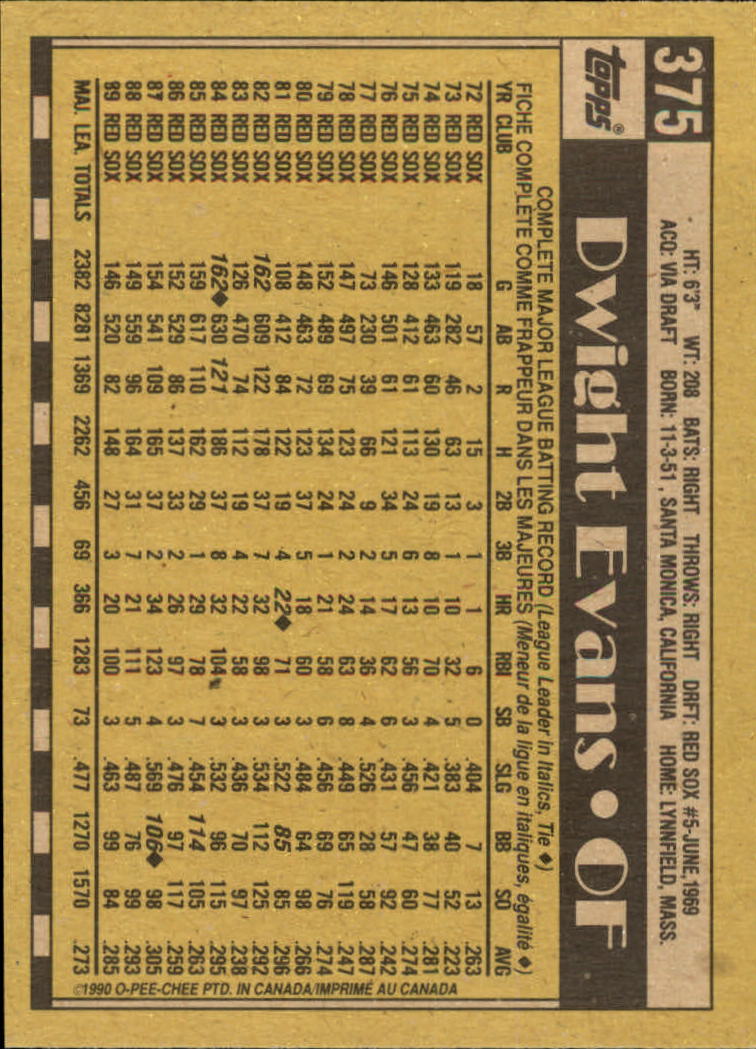 375
topps®
HT: 6'3" WT: 208 BATS: RIGHT THROWS: RIGHT DRFT: RED SOX #5-JUNE, 1969
ACQ: VIA DRAFT BORN: 11-3-51, SANTA MONICA, CALIFORNIA HOME: LYNNFIELD, MASS.
Dwight Evans • OF
COMPLETE MAJOR LEAGUE BATTING RECORD (League Leader in Italics, Tie ◆)
FICHE COMPLÈTE COMME FRAPPEUR DANS LES MAJEURES (Meneur de la ligue en italiques, égalité ◆)
YR CLUB G AB R H 2B 3B HR RBI SB SLG BB SO AVG
72 RED SOX 18 57 2 15 3 1 1 6 0 .404 7 13 .263
73 RED SOX 119 282 46 63 13 1 10 32 5 .383 40 52 .223
74 RED SOX 133 463 60 130 19 8 10 70 4 .421 38 77 .281
75 RED SOX 128 412 61 113 24 6 13 56 3 .456 47 60 .274
76 RED SOX 146 501 61 121 34 5 17 62 6 .431 57 92 .242
77 RED SOX 73 230 39 66 9 2 14 36 4 .526 28 58 .287
78 RED SOX 147 497 75 123 24 2 24 63 8 .449 65 119 .247
79 RED SOX 152 489 69 134 24 1 21 58 6 .456 69 76 .274
80 RED SOX 148 463 72 123 37 5 18 60 3 .484 64 98 .266
81 RED SOX 108 412 84 122 19 4 22◆ 71 3 .522 85 85 .296
82 RED SOX 162 609 122 178 37 7 32 98 3 .534 112 125 .292
83 RED SOX 126 470 74 112 19 4 22 58 3 .436 70 97 .238
84 RED SOX 162◆ 630 121 186 37 8 32 104 3 .532 96 115 .295
85 RED SOX 159 617 110 162 29 1 29 78 7 .454 114 105 .263
86 RED SOX 152 529 86 137 33 2 26 97 3 .476 97 117 .259
87 RED SOX 154 541 109 165 37 2 34 123 4 .569 106◆ 98 .305
88 RED SOX 149 559 96 164 31 7 21 111 5 .487 76 99 .293
89 RED SOX 146 520 82 148 27 3 20 100 3 .463 99 84 .285
MAJ. LEA. TOTALS 2382 8281 1369 2262 456 69 366 1283 73 .477 1270 1570 .273
©1990 O-PEE-CHEE PTD. IN CANADA/IMPRIMÉ AU CANADA